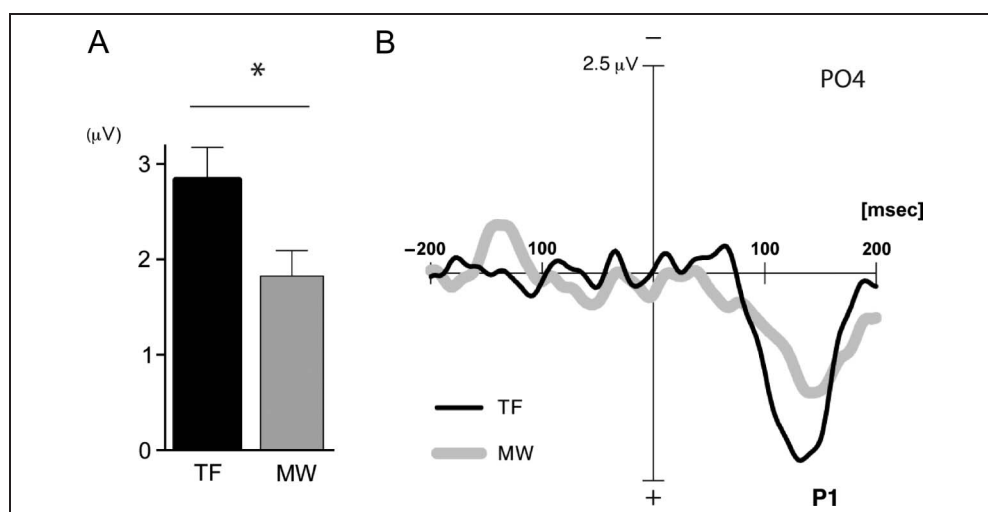 A
*
(μV)
3
2
1
0
TF
MW
B
−
2.5 μV
PO4
[msec]
−200
100
100
200
TF
MW
+
P1